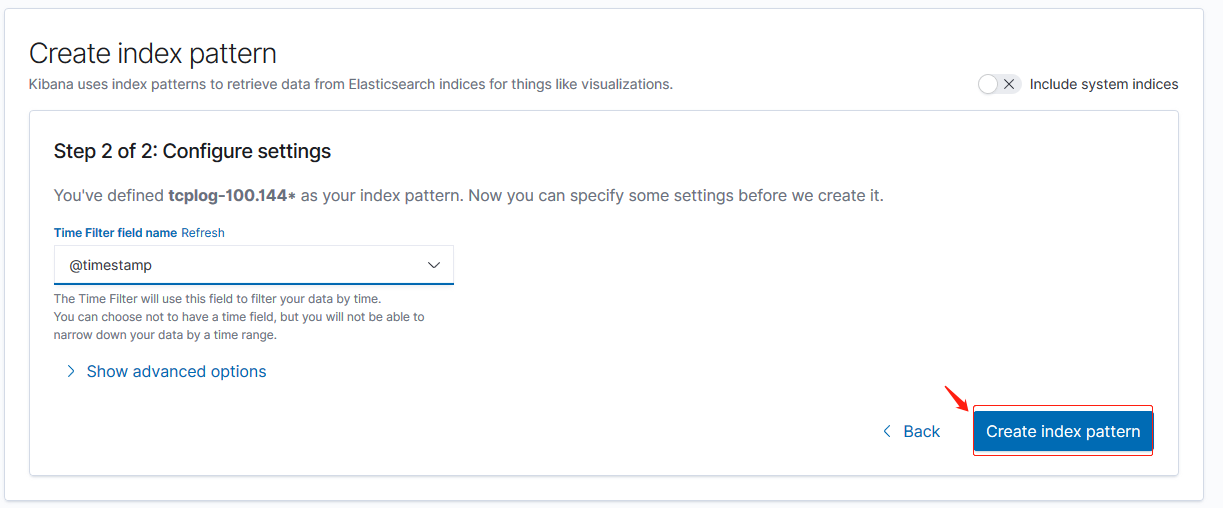 Create index pattern
Kibana uses index patterns to retrieve data from Elasticsearch indices for things like visualizations.
Include system indices
Step 2 of 2: Configure settings
You've defined tcplog-100.144* as your index pattern. Now you can specify some settings before we create it.
Time Filter field name Refresh
@timestamp
The Time Filter will use this field to filter your data by time.
You can choose not to have a time field, but you will not be able to
narrow down your data by a time range.
Show advanced options
Back
Create index pattern